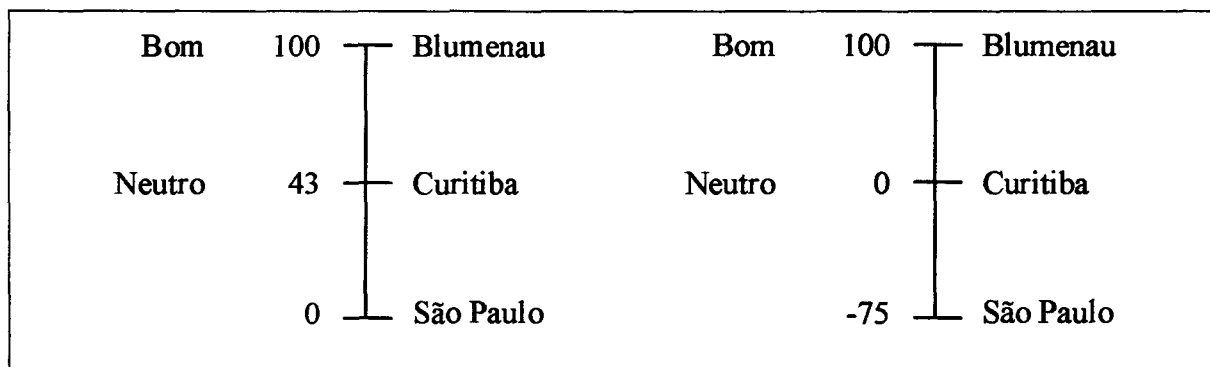 Bom 100 Blumenau Bom 100 Blumenau
Neutro 43 Curitiba Neutro 0 Curitiba
0 São Paulo -75 São Paulo